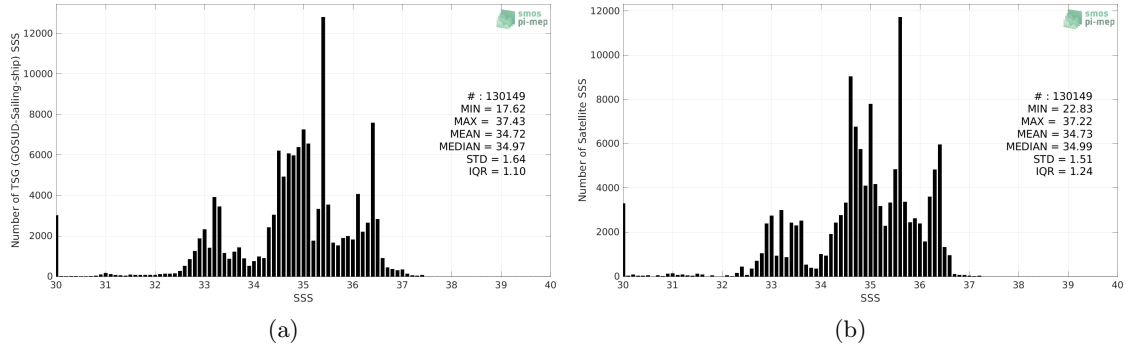 smos
pi-mep
Number of TSG (GOSUD-Sailing-ship) SSS
12000
10000
8000
6000
4000
2000
0
# : 130149
MIN = 17.62
MAX = 37.43
MEAN = 34.72
MEDIAN = 34.97
STD = 1.64
IQR = 1.10
30 31 32 33 34 35 36 37 38 39 40
SSS
(a)
smos
pi-mep
Number of Satellite SSS
12000
10000
8000
6000
4000
2000
0
# : 130149
MIN = 22.83
MAX = 37.22
MEAN = 34.73
MEDIAN = 34.99
STD = 1.51
IQR = 1.24
30 31 32 33 34 35 36 37 38 39 40
SSS
(b)